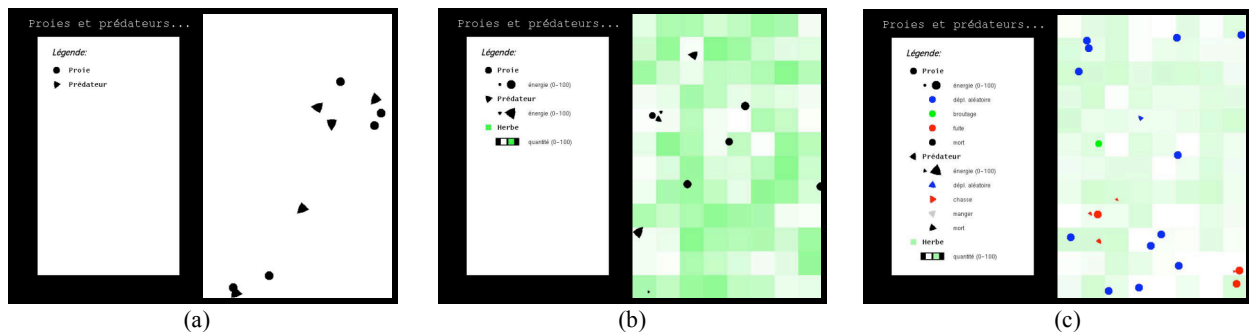 Proies et prédateurs...
Légende:
Proie
Prédateur
(a)
Proies et prédateurs...
Légende:
Proie
énergie (0-100)
Prédateur
énergie (0-100)
Herbe
quantité (0-100)
(b)
Proies et prédateurs...
Légende:
Proie
énergie (0-100)
dépl. aléatoire
broutage
fuite
mort
Prédateur
énergie (0-100)
dépl. aléatoire
chasse
manger
mort
Herbe
quantité (0-100)
(c)